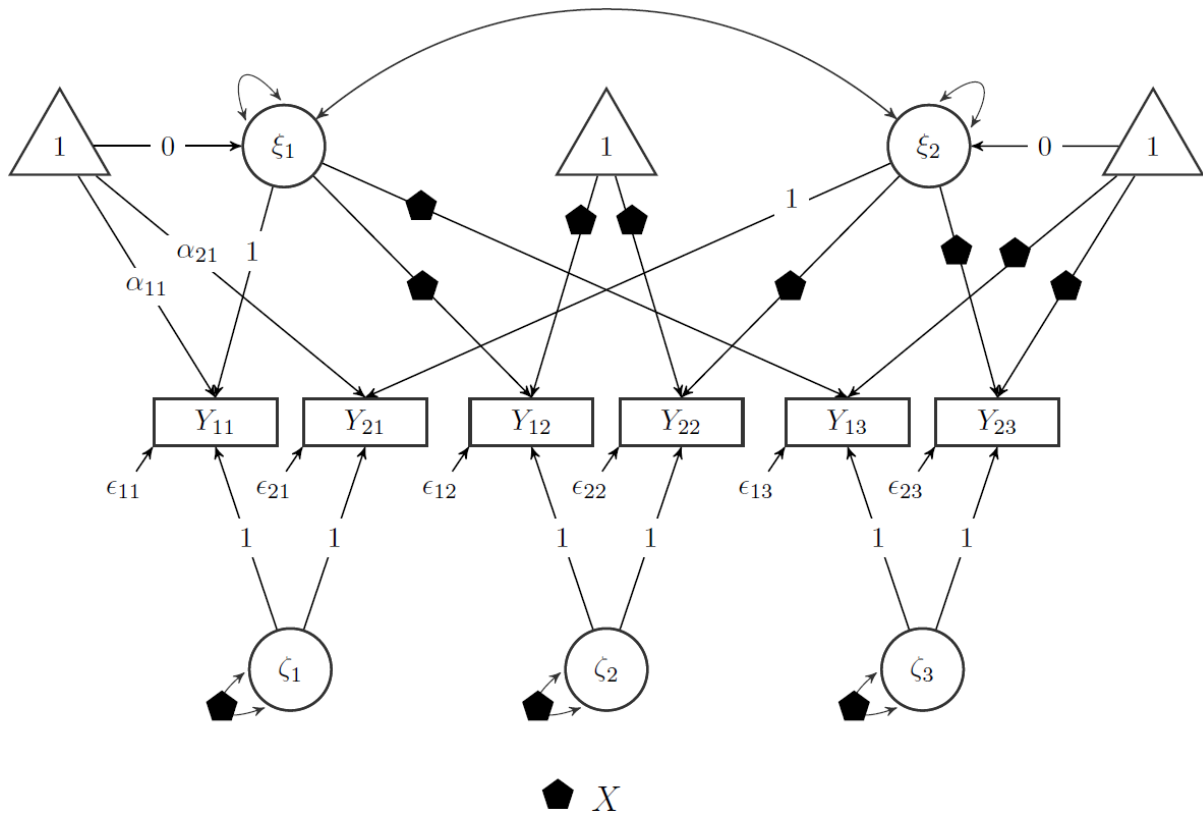 1 0 ξ₁ 1 ξ₂ 0 1
1
α₂₁ 1
α₁₁
Y₁₁ Y₂₁ Y₁₂ Y₂₂ Y₁₃ Y₂₃
ϵ₁₁ ϵ₂₁ ϵ₁₂ ϵ₂₂ ϵ₁₃ ϵ₂₃
1 1 1 1 1 1
ζ₁ ζ₂ ζ₃
X